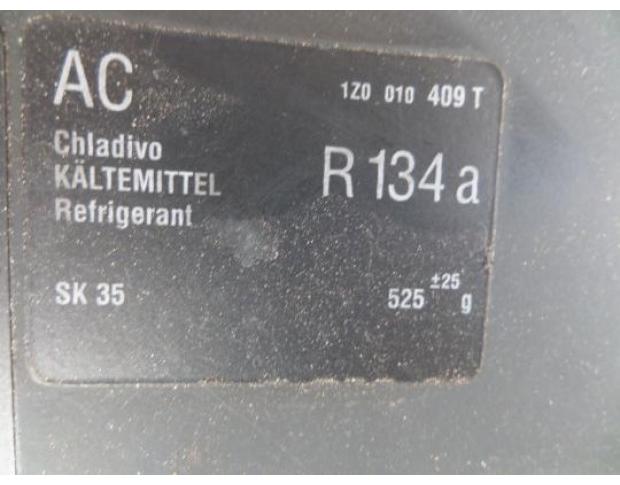 AC 1Z0 010 409 T
Chladivo
KÄLTEMITTEL R 134 a
Refrigerant
SK 35 525 ±25 g